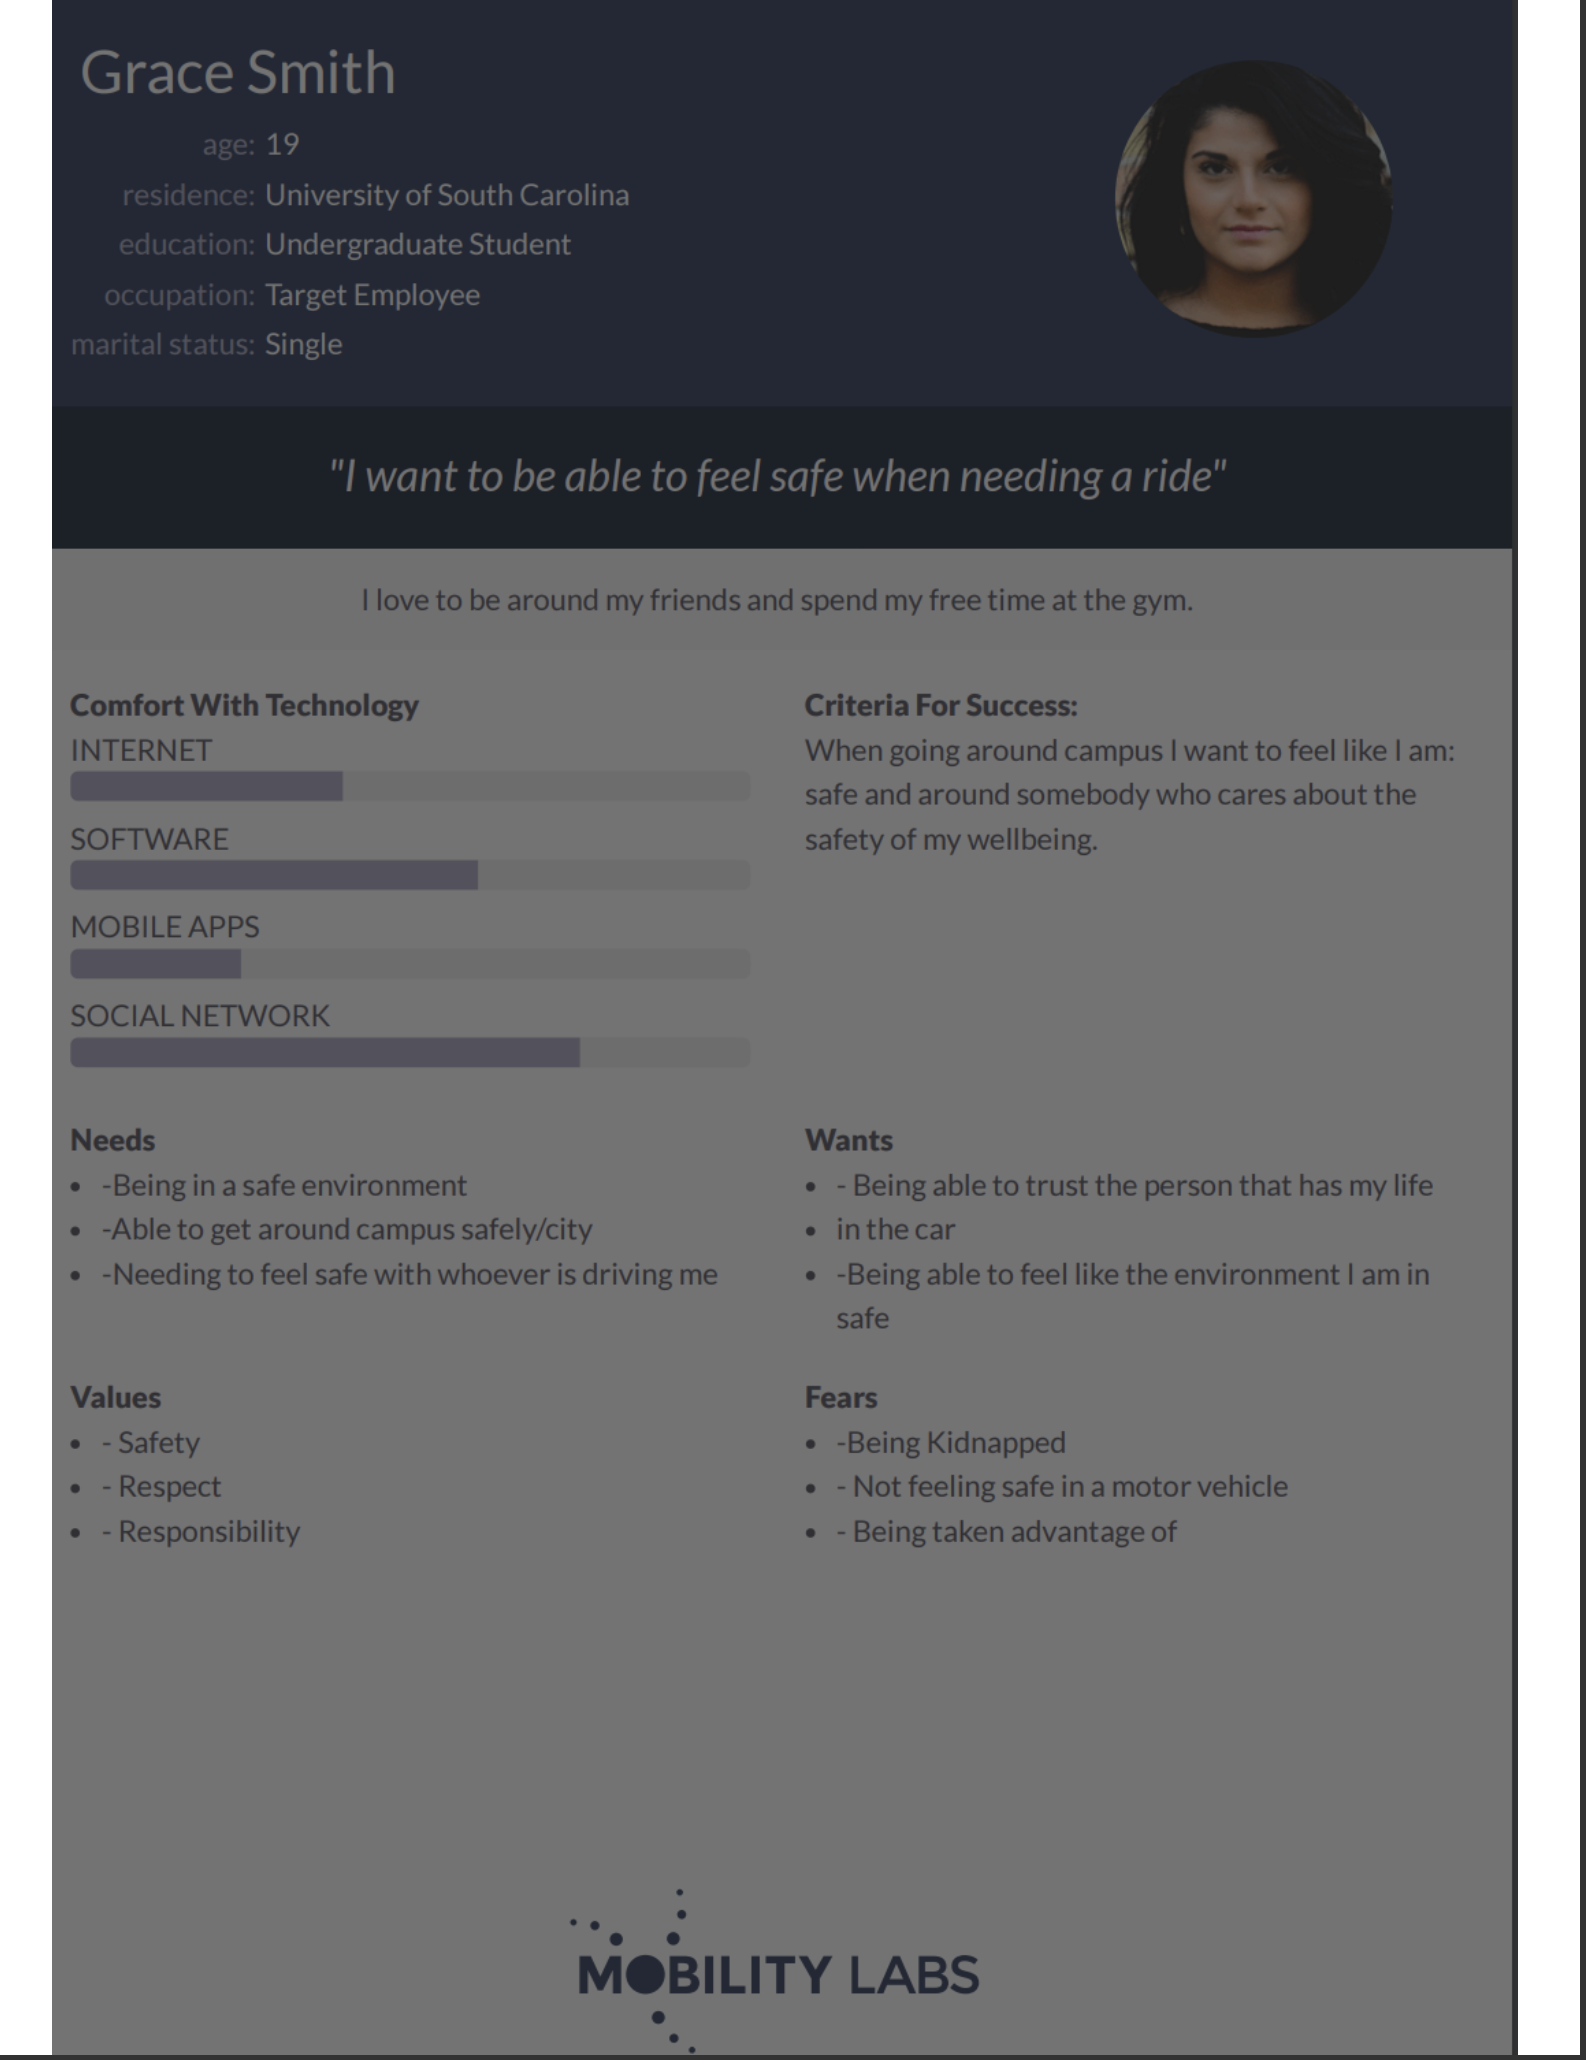 Grace Smith
age: 19
residence: University of South Carolina
education: Undergraduate Student
occupation: Target Employee
marital status: Single
"I want to be able to feel safe when needing a ride"
I love to be around my friends and spend my free time at the gym.
Comfort With Technology
INTERNET
SOFTWARE
MOBILE APPS
SOCIAL NETWORK
Criteria For Success:
When going around campus I want to feel like I am:
safe and around somebody who cares about the
safety of my wellbeing.
Needs
• -Being in a safe environment
• -Able to get around campus safely/city
• -Needing to feel safe with whoever is driving me
Wants
• - Being able to trust the person that has my life
• in the car
• -Being able to feel like the environment I am in
safe
Values
• - Safety
• - Respect
• - Responsibility
Fears
• -Being Kidnapped
• - Not feeling safe in a motor vehicle
• - Being taken advantage of
MOBILITY LABS